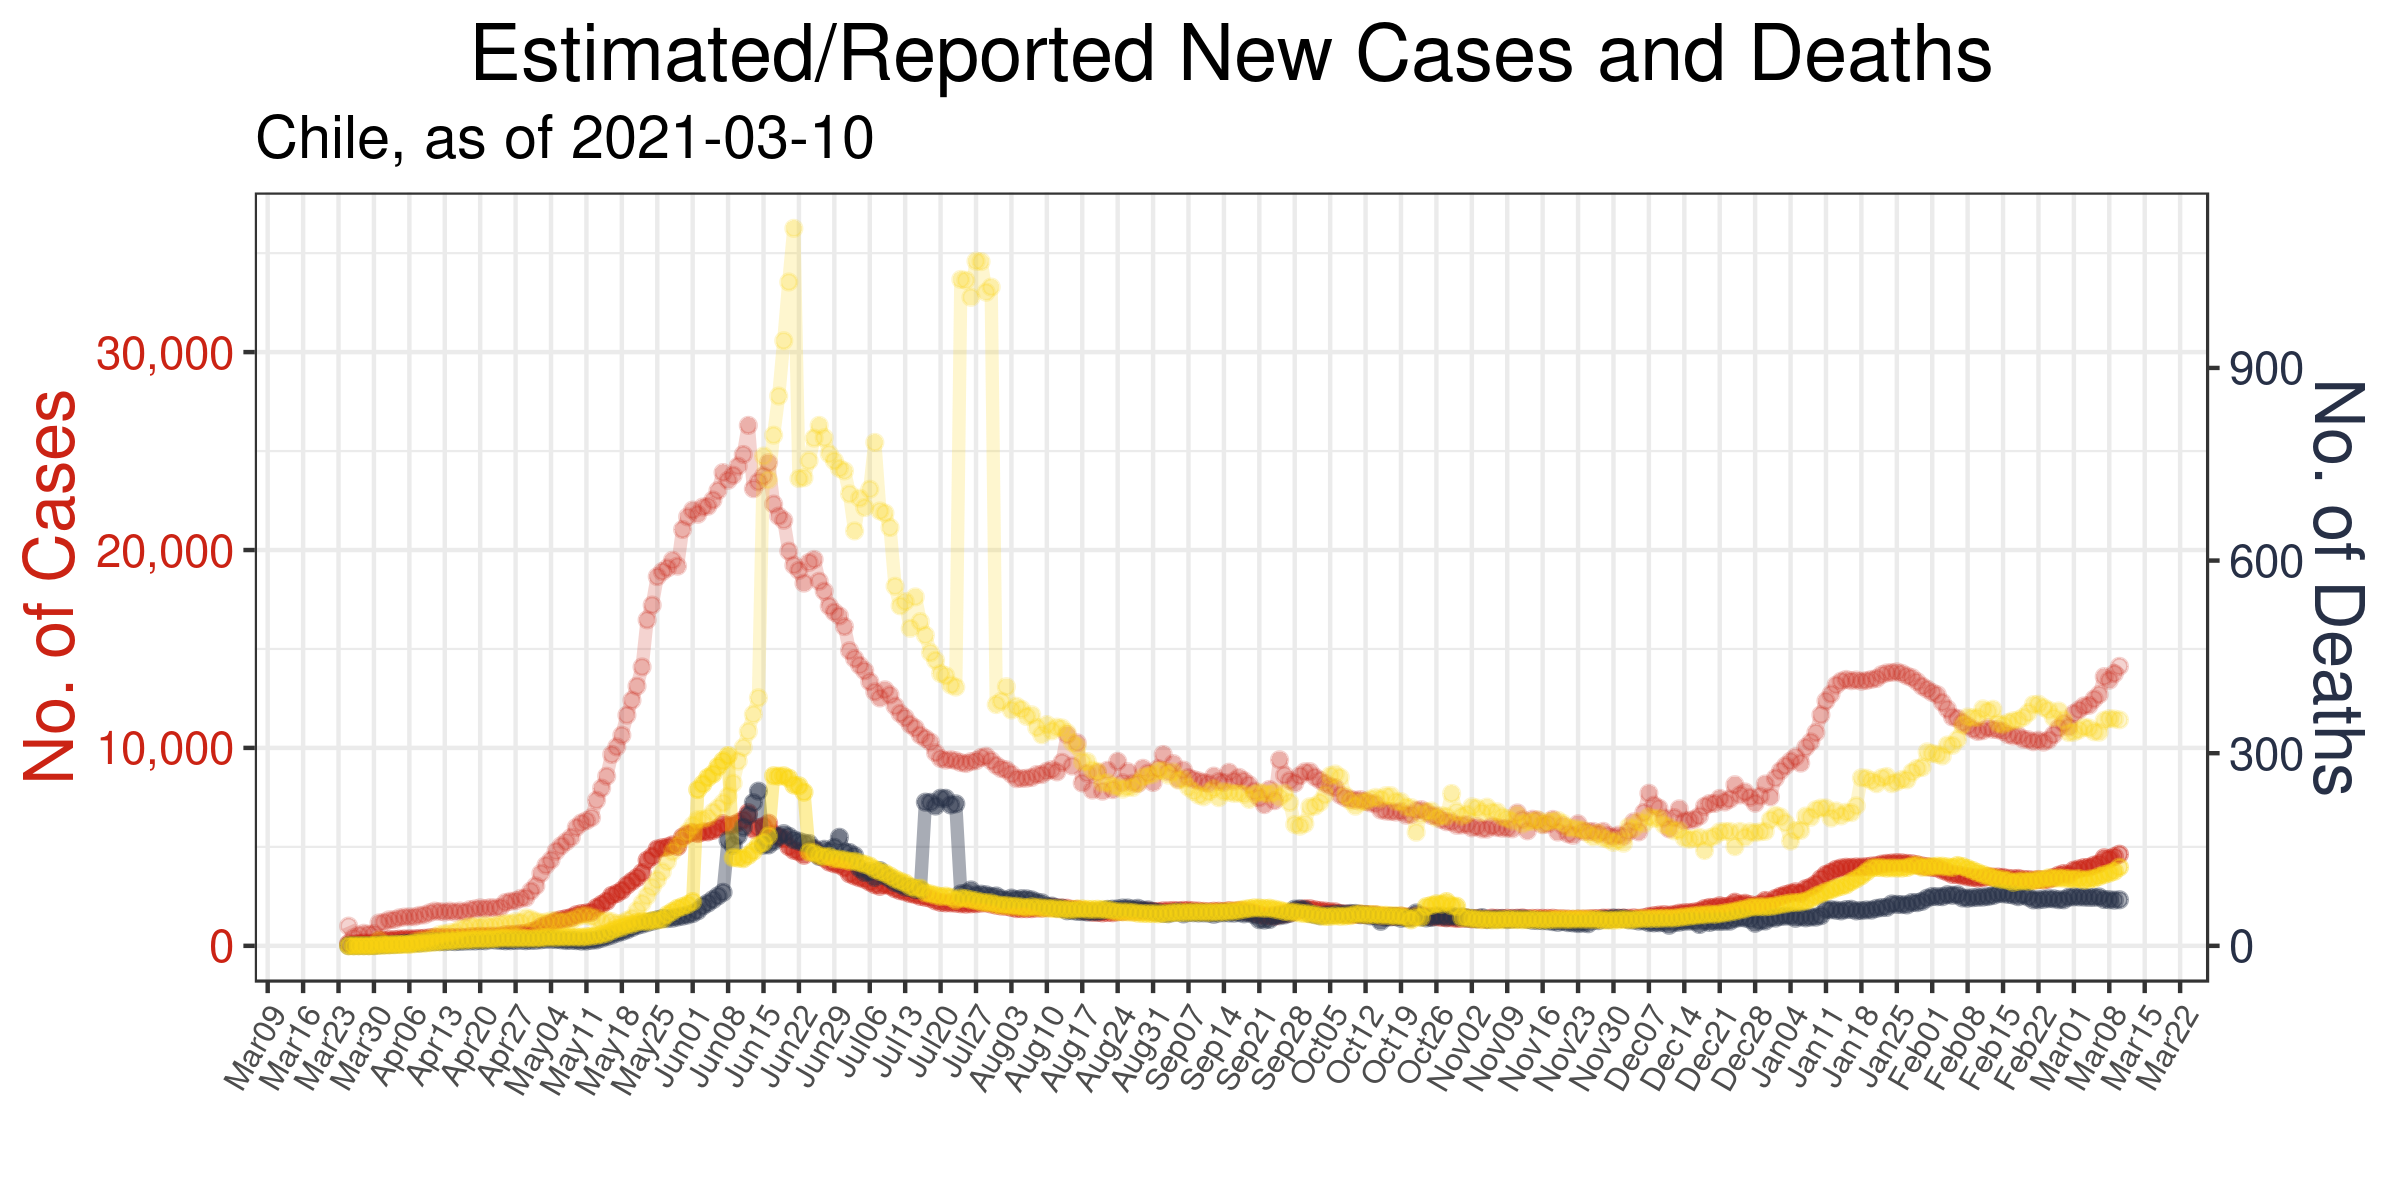 Estimated/Reported New Cases and Deaths
Chile, as of 2021-03-10
No. of Cases
30,000
20,000
10,000
0
900
600
300
0
No. of Deaths
Mar09 Mar16 Mar23 Mar30 Apr06 Apr13 Apr20 Apr27 May04 May11 May18 May25 Jun01 Jun08 Jun15 Jun22 Jun29 Jul06 Jul13 Jul20 Jul27 Aug03 Aug10 Aug17 Aug24 Aug31 Sep07 Sep14 Sep21 Sep28 Oct05 Oct12 Oct19 Oct26 Nov02 Nov09 Nov16 Nov23 Nov30 Dec07 Dec14 Dec21 Dec28 Jan04 Jan11 Jan18 Jan25 Feb01 Feb08 Feb15 Feb22 Mar01 Mar08 Mar15 Mar22